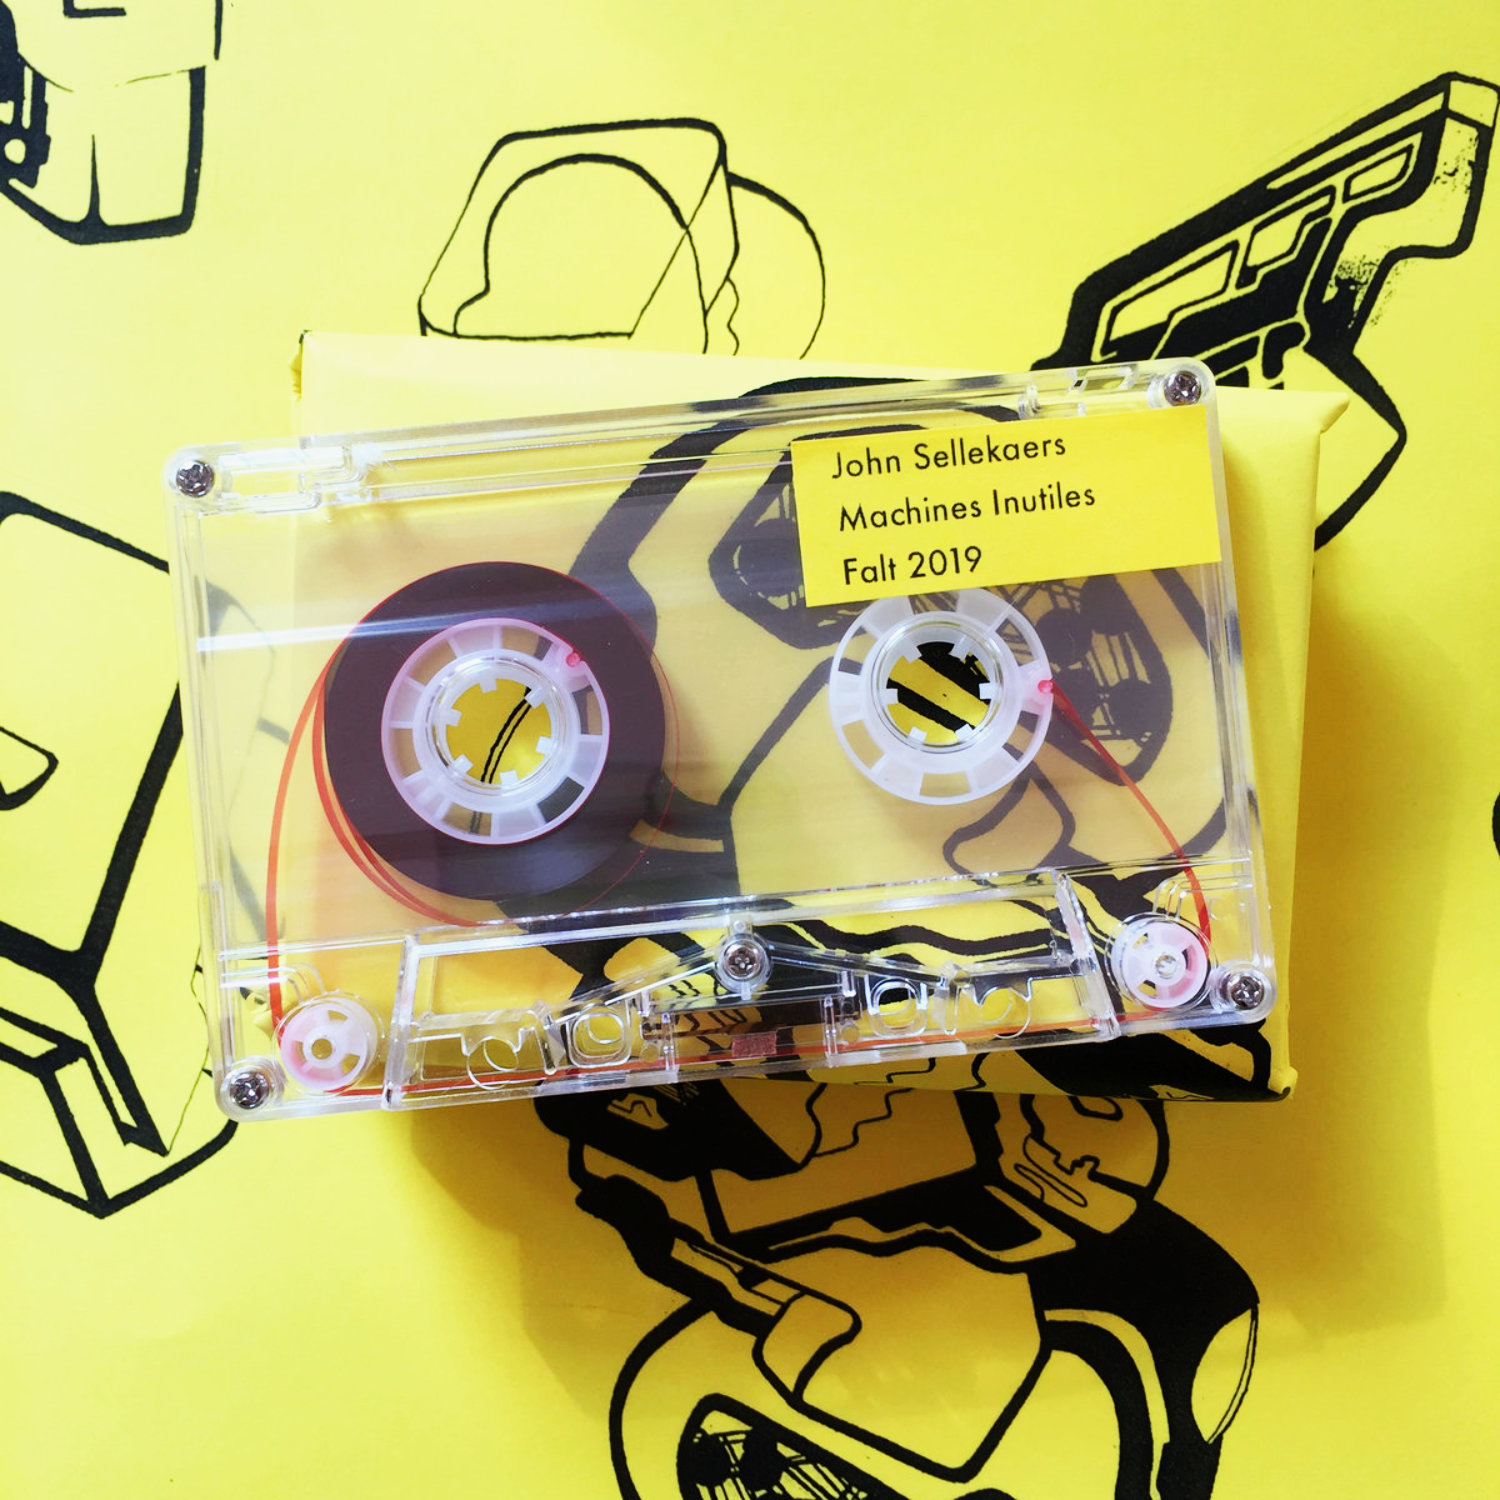 John Sellekaers
Machines Inutiles
Falt 2019